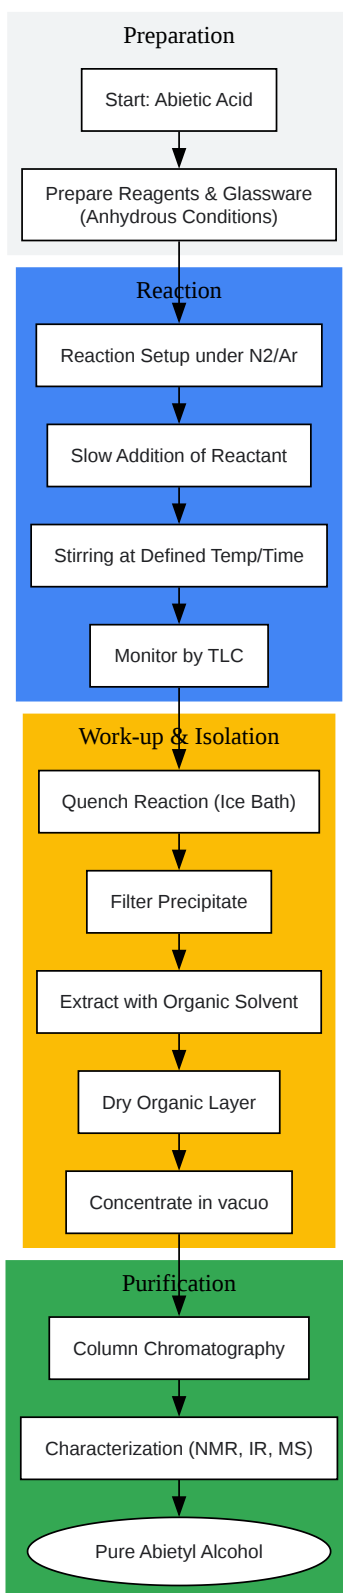 Preparation
Start: Abietic Acid
Prepare Reagents & Glassware
(Anhydrous Conditions)
Reaction
Reaction Setup under N2/Ar
Slow Addition of Reactant
Stirring at Defined Temp/Time
Monitor by TLC
Work-up & Isolation
Quench Reaction (Ice Bath)
Filter Precipitate
Extract with Organic Solvent
Dry Organic Layer
Concentrate in vacuo
Purification
Column Chromatography
Characterization (NMR, IR, MS)
Pure Abietyl Alcohol